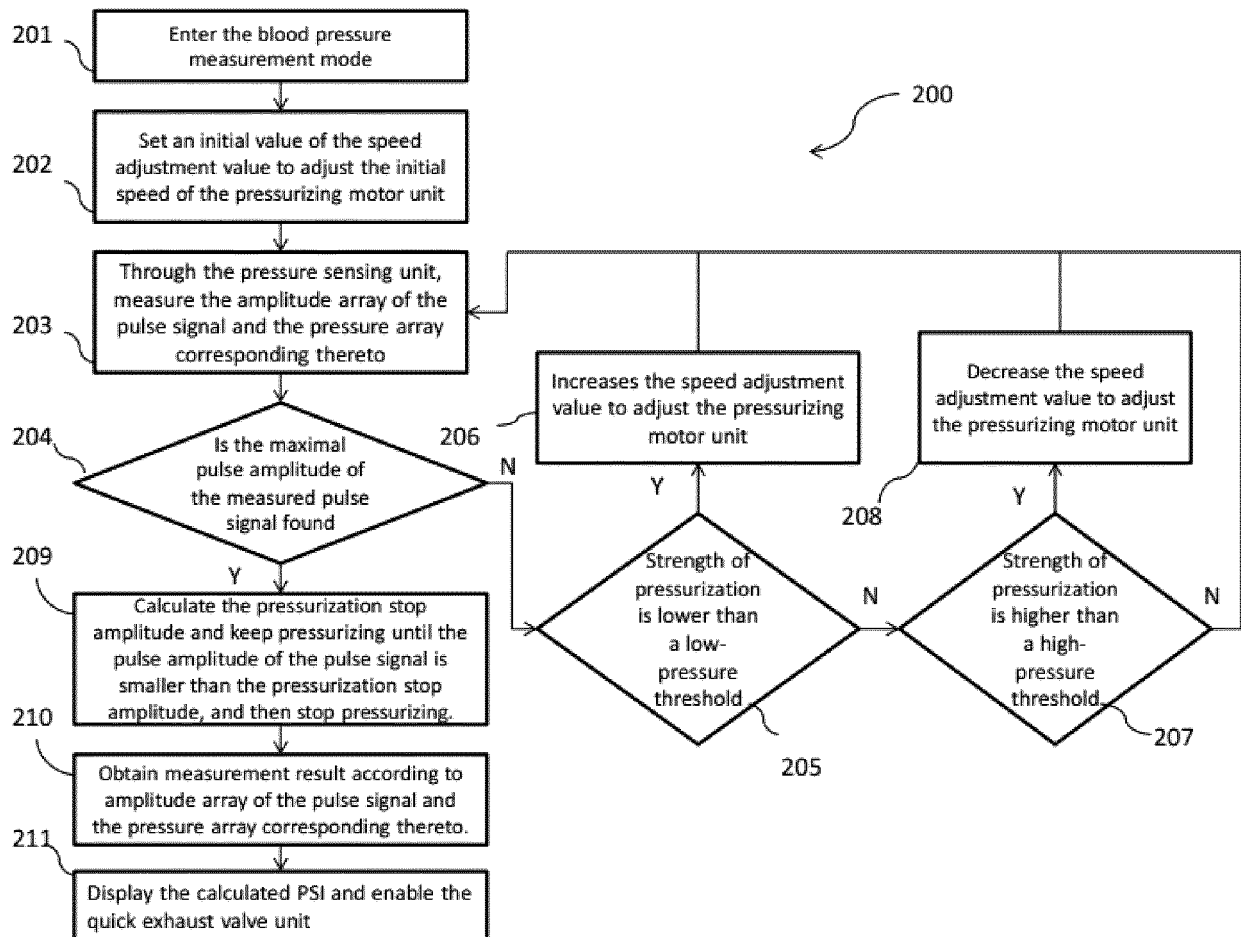 201
Enter the blood pressure
measurement mode
200
202
Set an initial value of the speed
adjustment value to adjust the initial
speed of the pressurizing motor unit
203
Through the pressure sensing unit,
measure the amplitude array of the
pulse signal and the pressure array
corresponding thereto
204
Is the maximal
pulse amplitude of
the measured pulse
signal found
N
Y
206
Increases the speed adjustment
value to adjust the pressurizing
motor unit
Y
208
Decrease the speed
adjustment value to adjust
the pressurizing motor unit
Y
Strength of
pressurization
is lower than
a low-
pressure
threshold
N
205
Strength of
pressurization
is higher than
a high-
pressure
threshold
N
207
209
Calculate the pressurization stop
amplitude and keep pressurizing until the
pulse amplitude of the pulse signal is
smaller than the pressurization stop
amplitude, and then stop pressurizing.
210
Obtain measurement result according to
amplitude array of the pulse signal and
the pressure array corresponding thereto.
211
Display the calculated PSI and enable the
quick exhaust valve unit